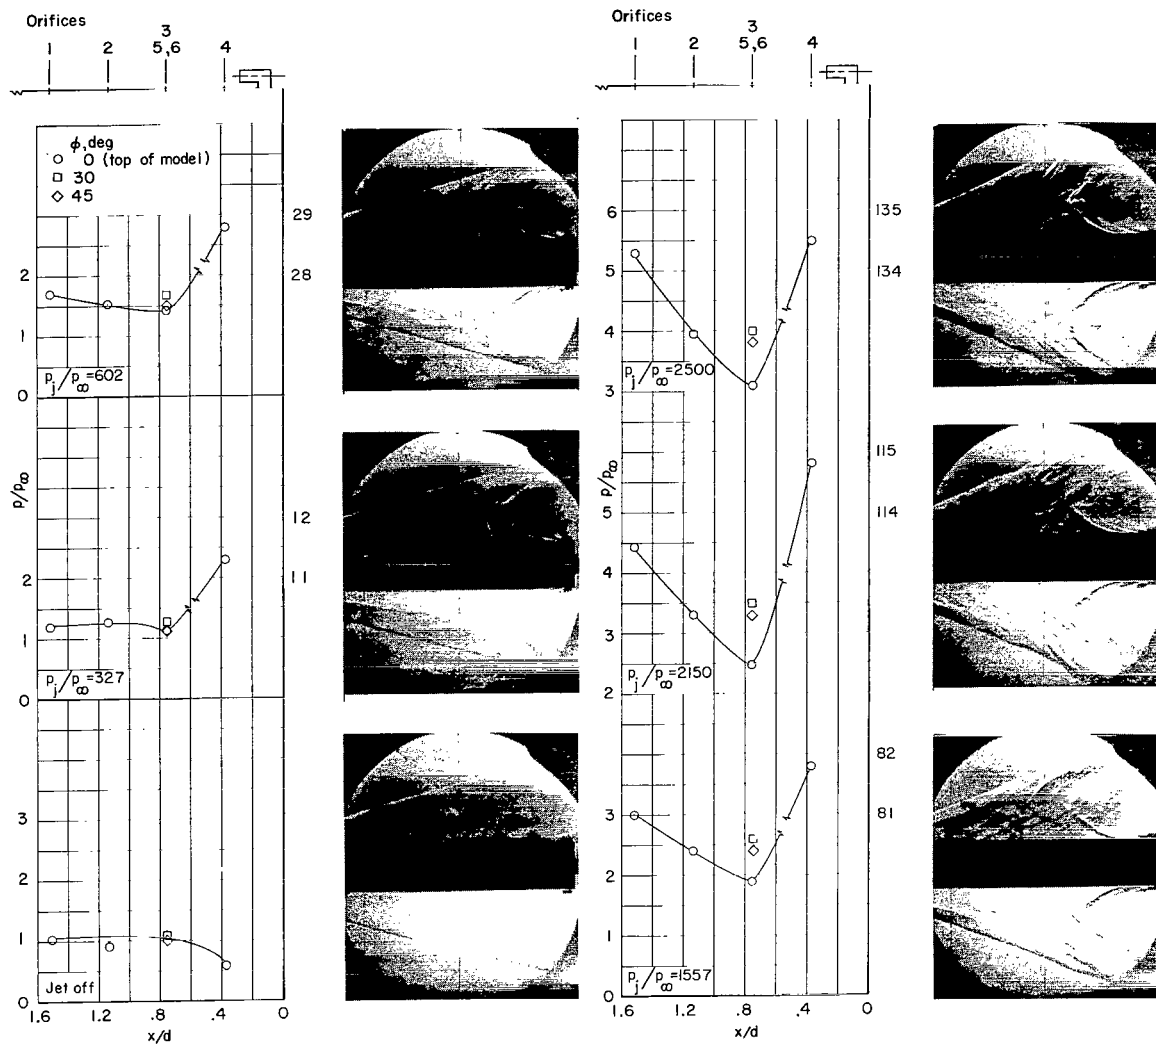 Orifices
3
1 2 5,6 4
φ, deg
○ 0 (top of model)
□ 30
◇ 45
29
28
2
1
p_j/p_∞=602
0
12
11
2
1
p_j/p_∞=327
0
p/p_∞
3
2
1
Jet off
0
1.6 1.2 .8 .4 0
x/d
Orifices
3
1 2 5,6 4
135
134
6
5
4
p_j/p_∞=2500
3
115
114
p/p_∞
5
4
3
p_j/p_∞=2150
2
82
81
3
2
1
p_j/p_∞=1557
0
1.6 1.2 .8 .4 0
x/d